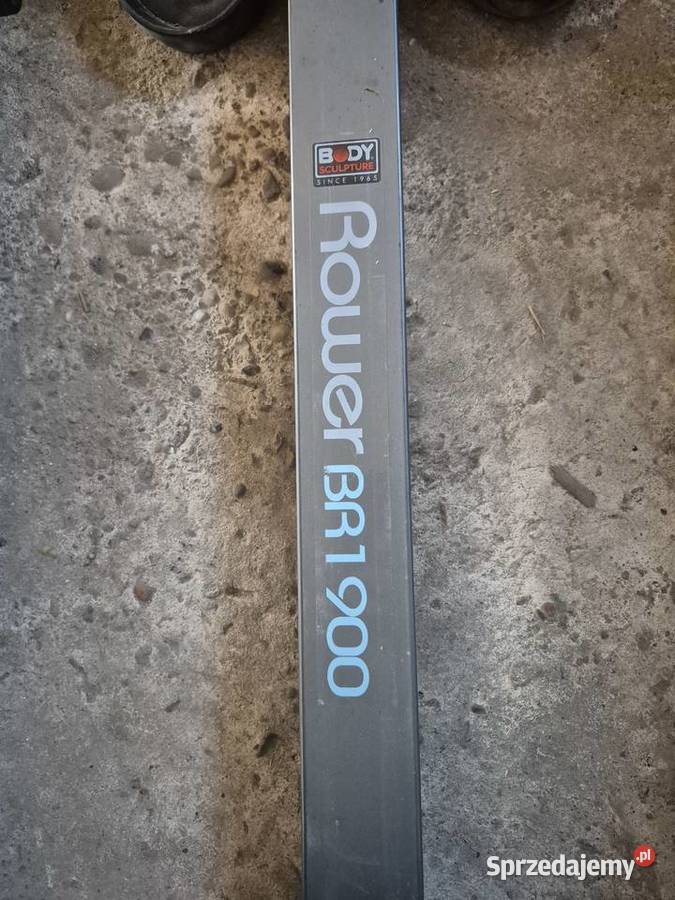 BODY
SCULPTURE
SINCE 1965
Rower BR1900
Sprzedajemy.pl